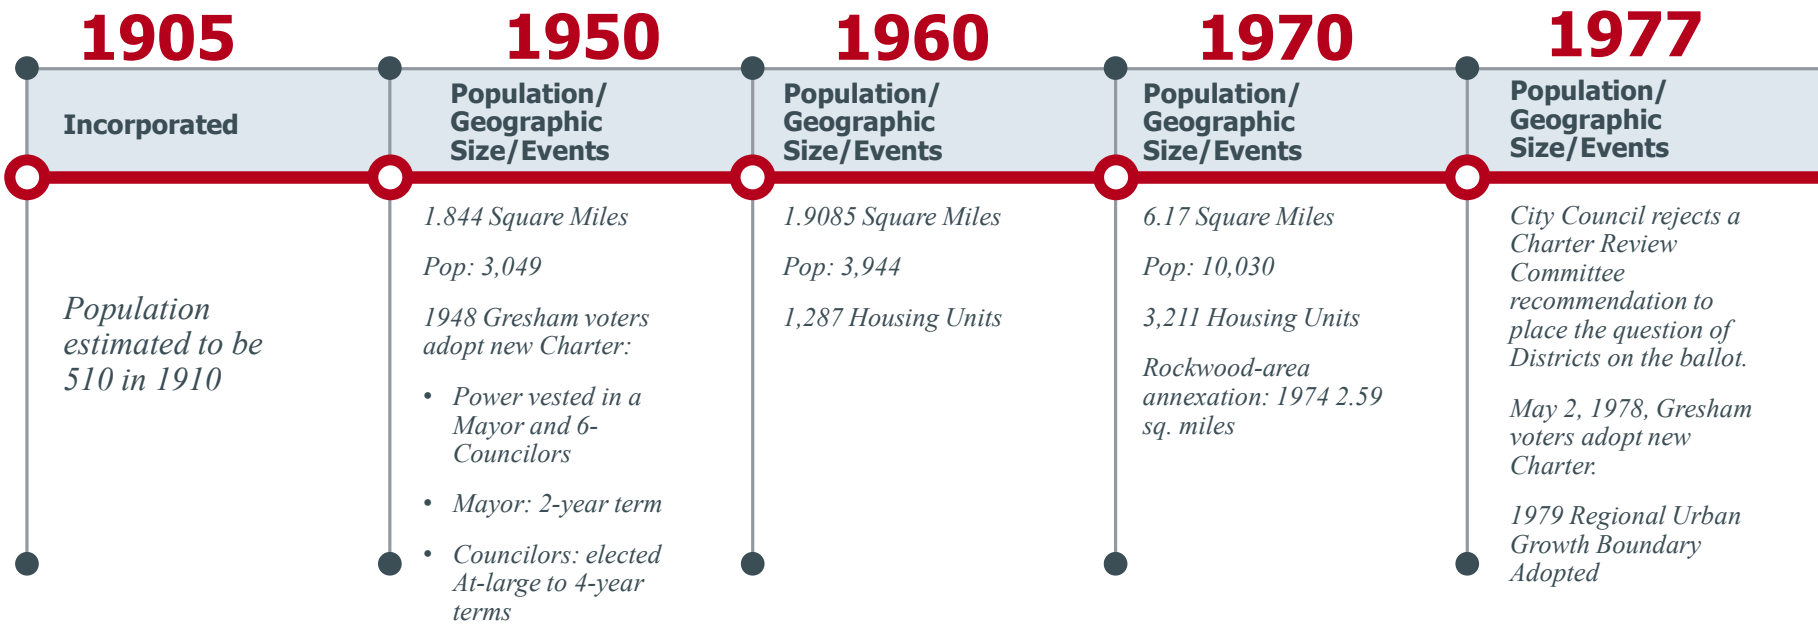 1905
Incorporated
Population
estimated to be
510 in 1910
1950
Population/
Geographic
Size/Events
1.844 Square Miles
Pop: 3,049
1948 Gresham voters
adopt new Charter:
• Power vested in a
Mayor and 6-
Councilors
• Mayor: 2-year term
• Councilors: elected
At-large to 4-year
terms
1960
Population/
Geographic
Size/Events
1.9085 Square Miles
Pop: 3,944
1,287 Housing Units
1970
Population/
Geographic
Size/Events
6.17 Square Miles
Pop: 10,030
3,211 Housing Units
Rockwood-area
annexation: 1974 2.59
sq. miles
1977
Population/
Geographic
Size/Events
City Council rejects a
Charter Review
Committee
recommendation to
place the question of
Districts on the ballot.
May 2, 1978, Gresham
voters adopt new
Charter.
1979 Regional Urban
Growth Boundary
Adopted